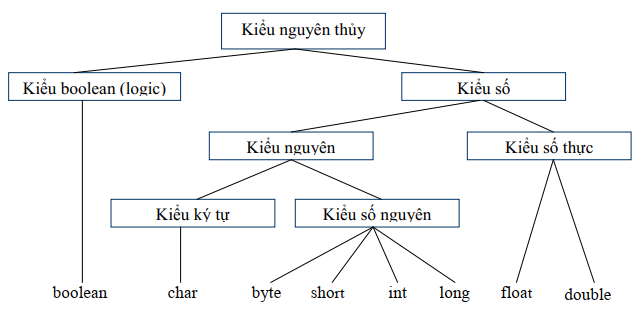 Kiểu nguyên thủy
Kiểu boolean (logic)
Kiểu số
Kiểu nguyên
Kiểu số thực
Kiểu ký tự
Kiểu số nguyên
boolean
char
byte
short
int
long
float
double